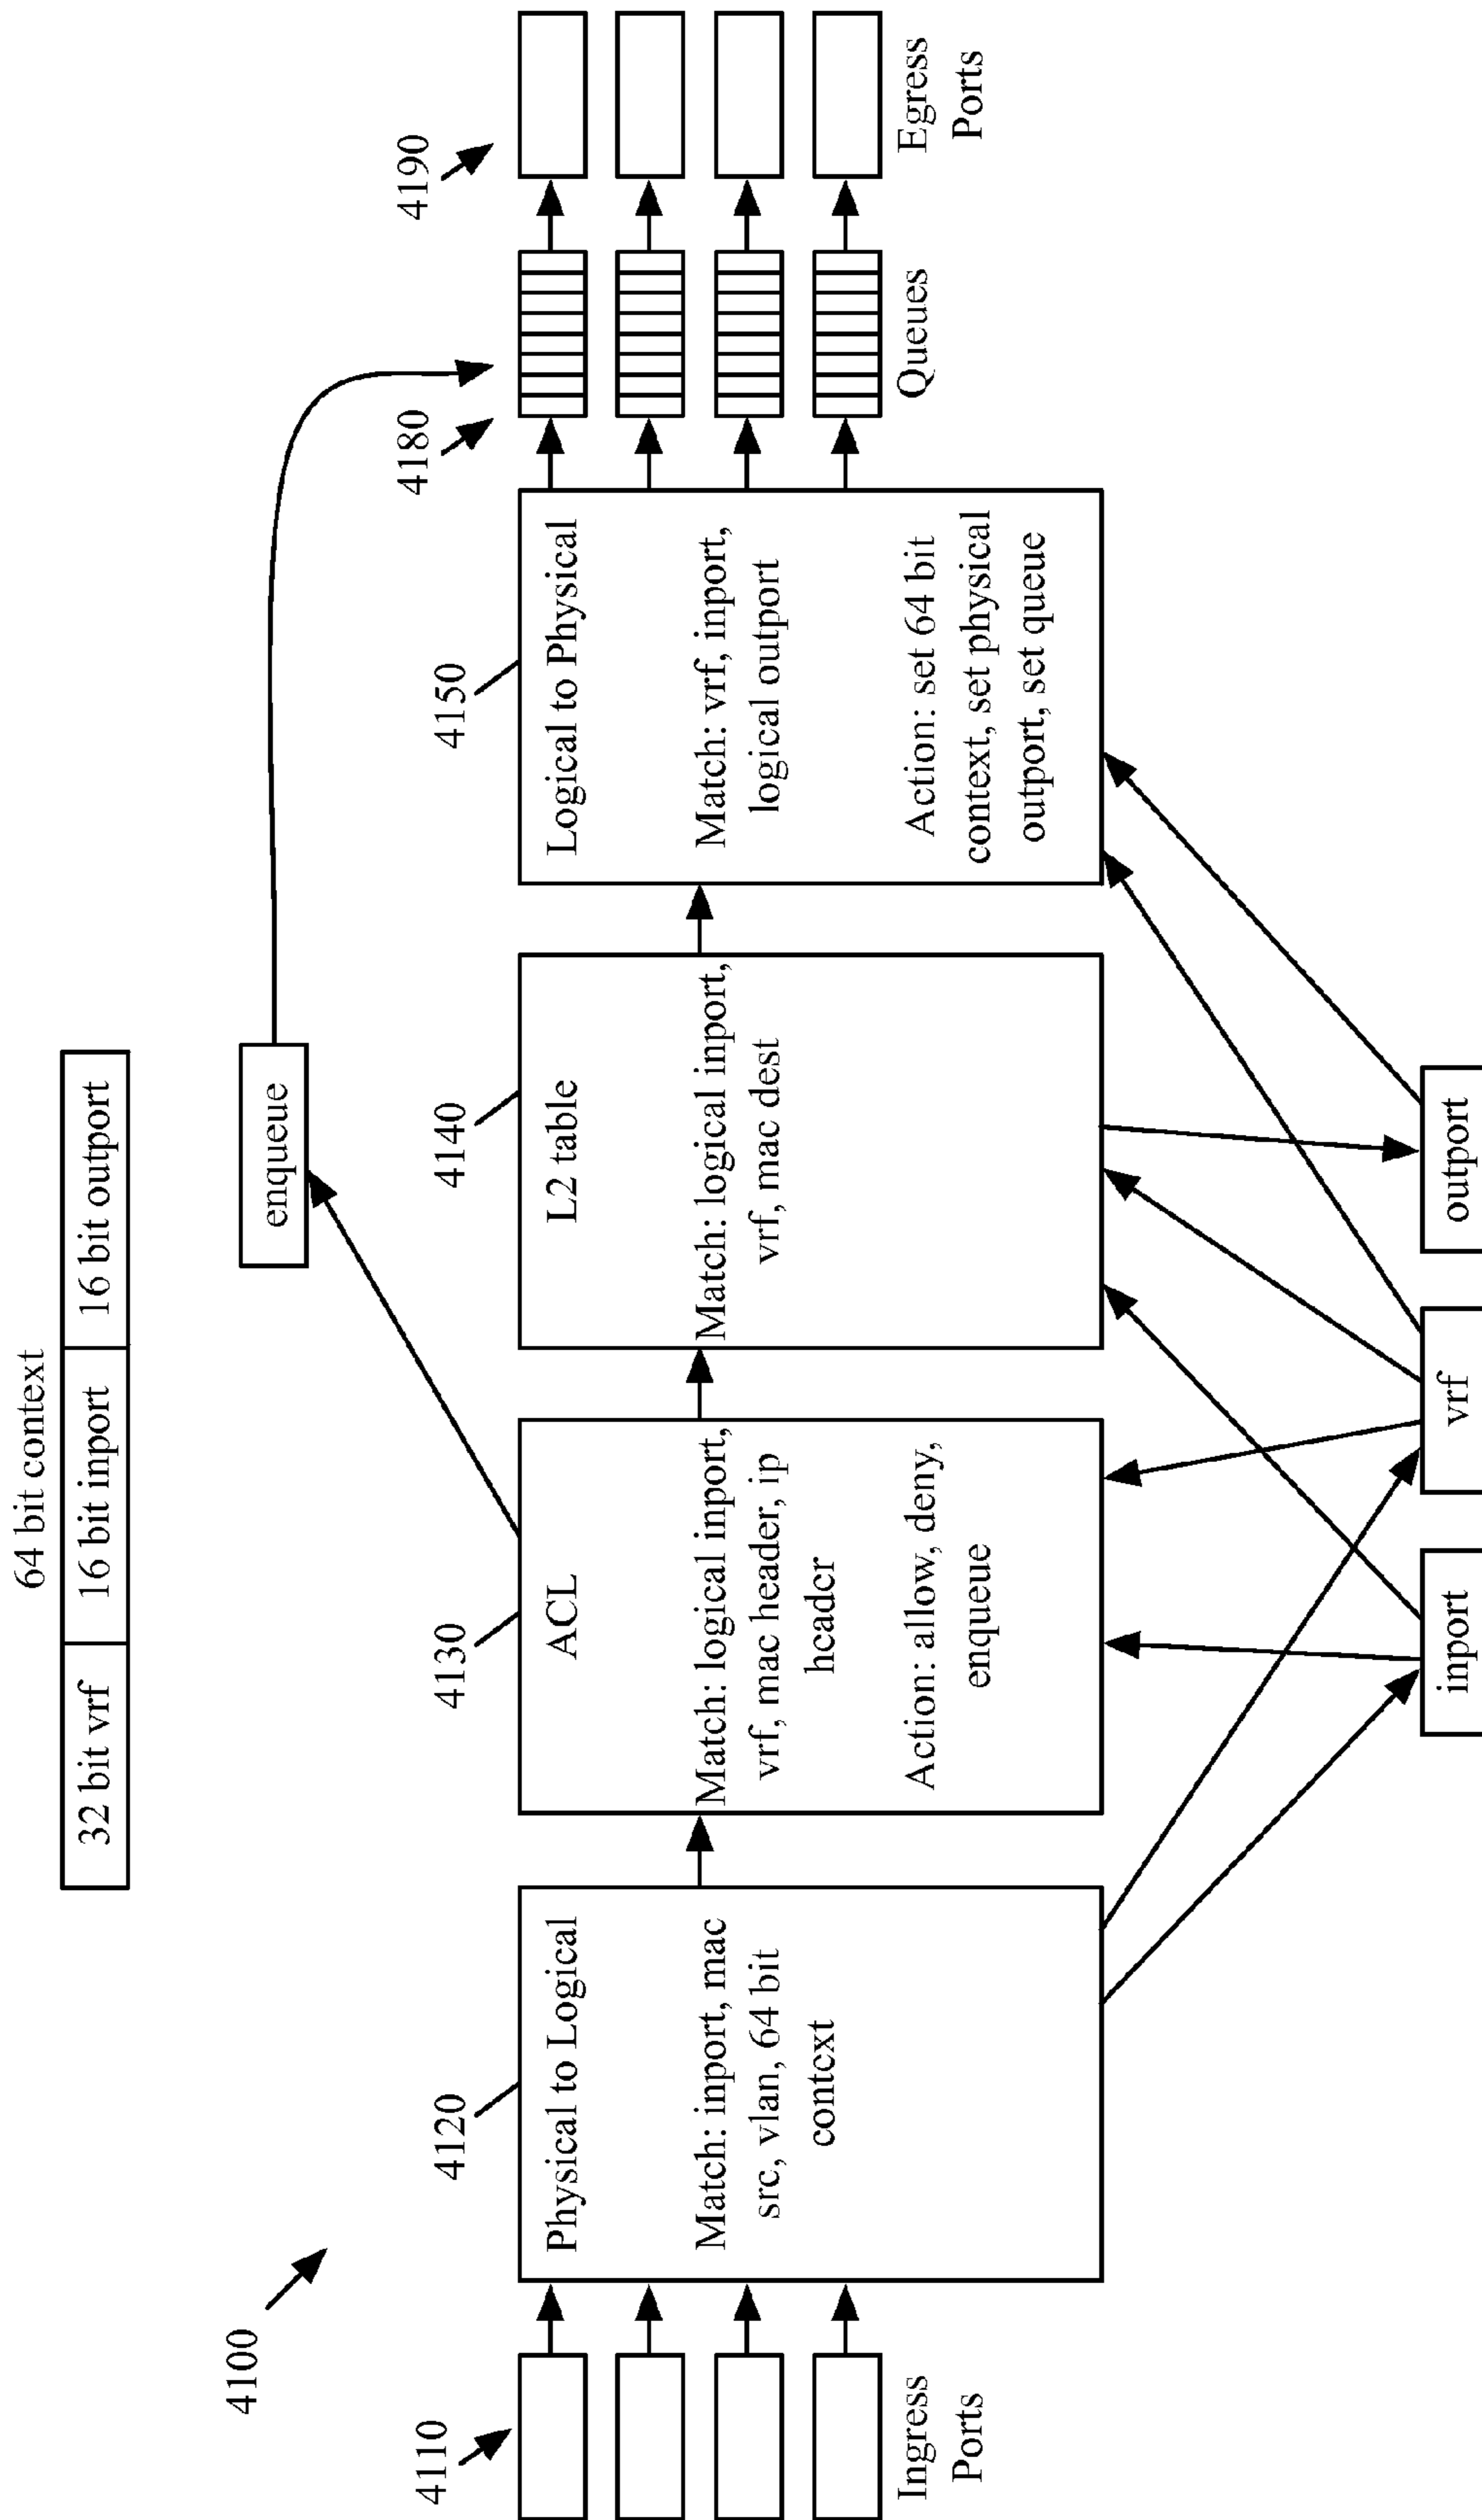 64 bit context
32 bit vrf
16 bit inport
16 bit outport
4100
enqueue
4110
4120
4130
4140
4150
4180
4190
Ingress
Ports
Physical to Logical
Match: inport, mac
src, vlan, 64 bit
context
ACL
Match: logical inport,
vrf, mac header, ip
header
Action: allow, deny,
enqueue
L2 table
Match: logical inport,
vrf, mac dest
Logical to Physical
Match: vrf, inport,
logical outport
Action: set 64 bit
context, set physical
outport, set queue
Queues
Egress
Ports
inport
vrf
outport